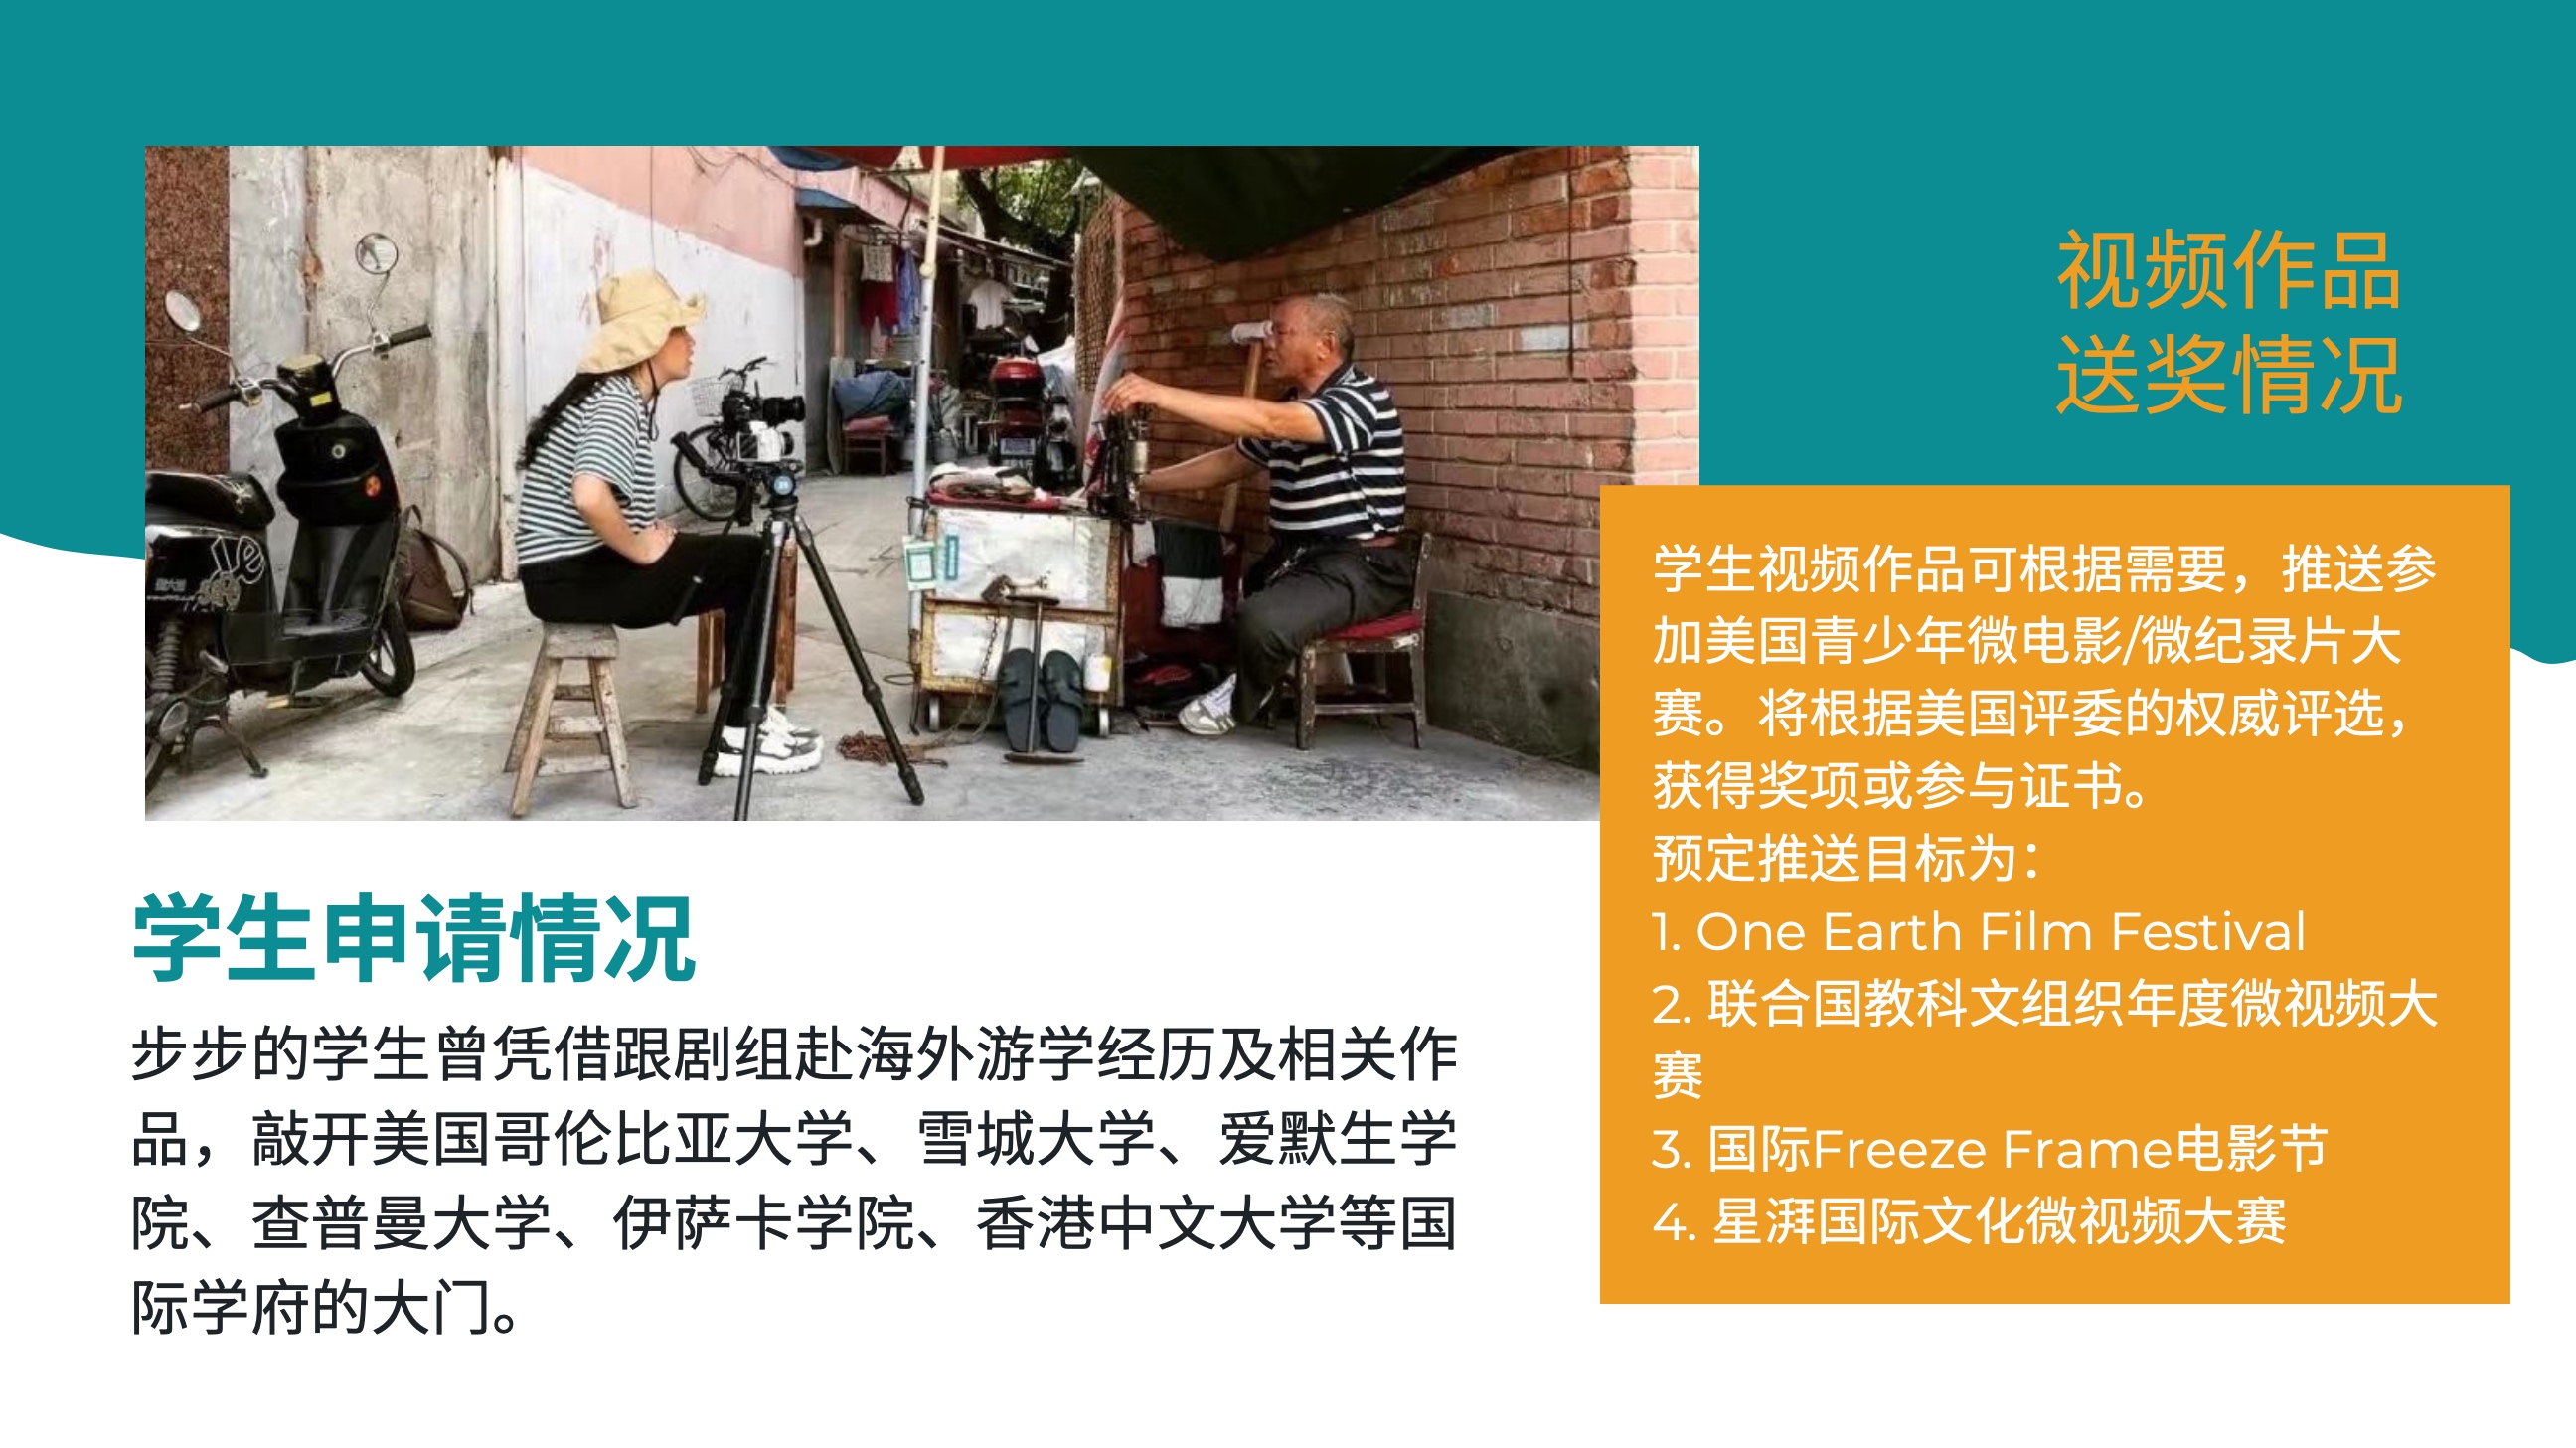 视频作品
送奖情况
学生视频作品可根据需要，推送参
加美国青少年微电影/微纪录片大
赛。将根据美国评委的权威评选，
获得奖项或参与证书。
预定推送目标为：
1. One Earth Film Festival
2. 联合国教科文组织年度微视频大
赛
3. 国际Freeze Frame电影节
4. 星湃国际文化微视频大赛
学生申请情况
步步的学生曾凭借跟剧组赴海外游学经历及相关作
品，敲开美国哥伦比亚大学、雪城大学、爱默生学
院、查普曼大学、伊萨卡学院、香港中文大学等国
际学府的大门。